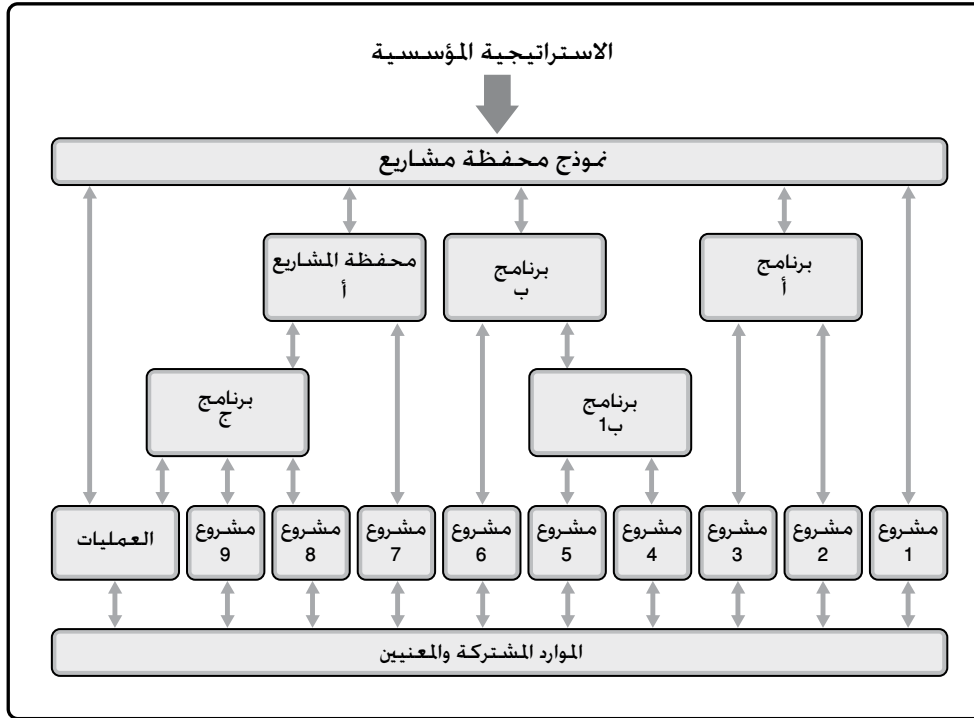 الاستراتيجية المؤسسية
نموذج محفظة مشاريع
برنامج
أ
برنامج
ب
محفظة المشاريع
أ
برنامج
ب1
برنامج
ج
مشروع
1
مشروع
2
مشروع
3
مشروع
4
مشروع
5
مشروع
6
مشروع
7
مشروع
8
مشروع
9
العمليات
الموارد المشتركة والمعنيين